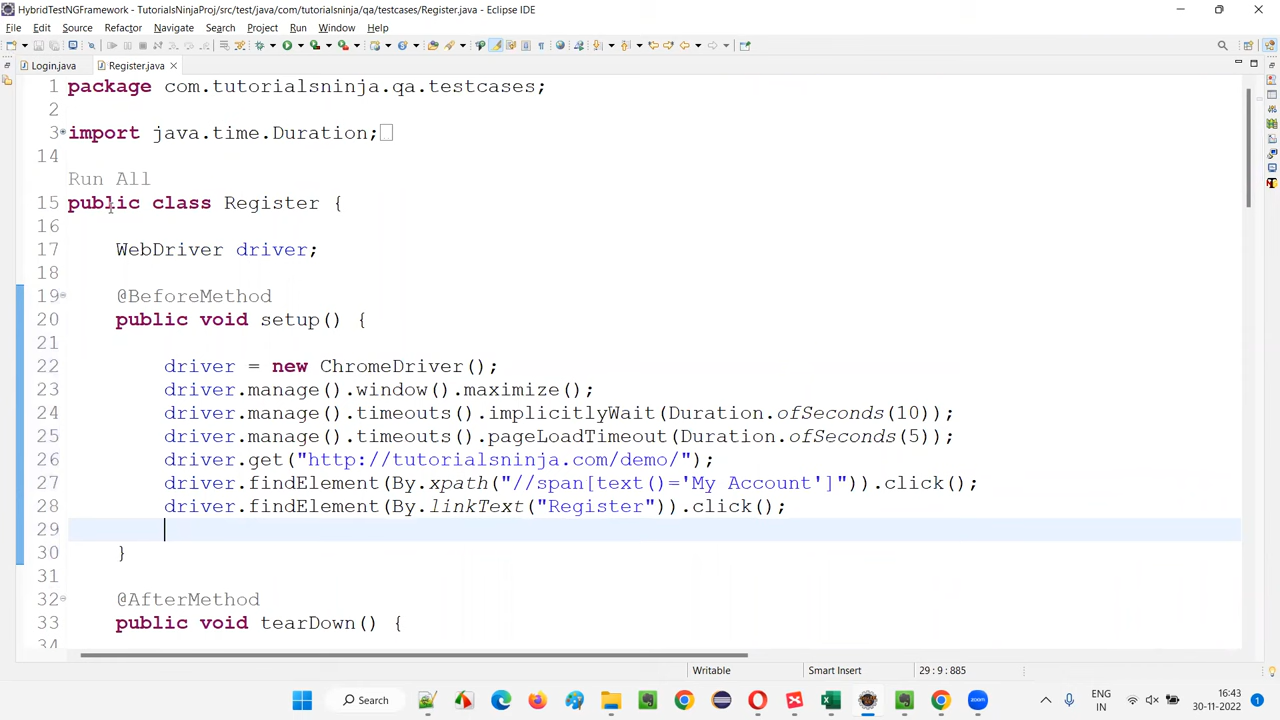 HybridTestNGFramework - TutorialsNinjaProj/src/test/java/com/tutorialsninja/qa/testcases/Register.java - Eclipse IDE
File Edit Source Refactor Navigate Search Project Run Window Help
Login.java Register.java
1 package com.tutorialsninja.qa.testcases;
2
3 import java.time.Duration;
14
Run All
15 public class Register {
16
17 WebDriver driver;
18
19 @BeforeMethod
20 public void setup() {
21
22 driver = new ChromeDriver();
23 driver.manage().window().maximize();
24 driver.manage().timeouts().implicitlyWait(Duration.ofSeconds(10));
25 driver.manage().timeouts().pageLoadTimeout(Duration.ofSeconds(5));
26 driver.get("http://tutorialsninja.com/demo/");
27 driver.findElement(By.xpath("//span[text()='My Account']")).click();
28 driver.findElement(By.linkText("Register")).click();
29
30 }
31
32 @AfterMethod
33 public void tearDown() {
34
Writable Smart Insert 29 : 9 : 885
Search ENG IN 16:43 30-11-2022